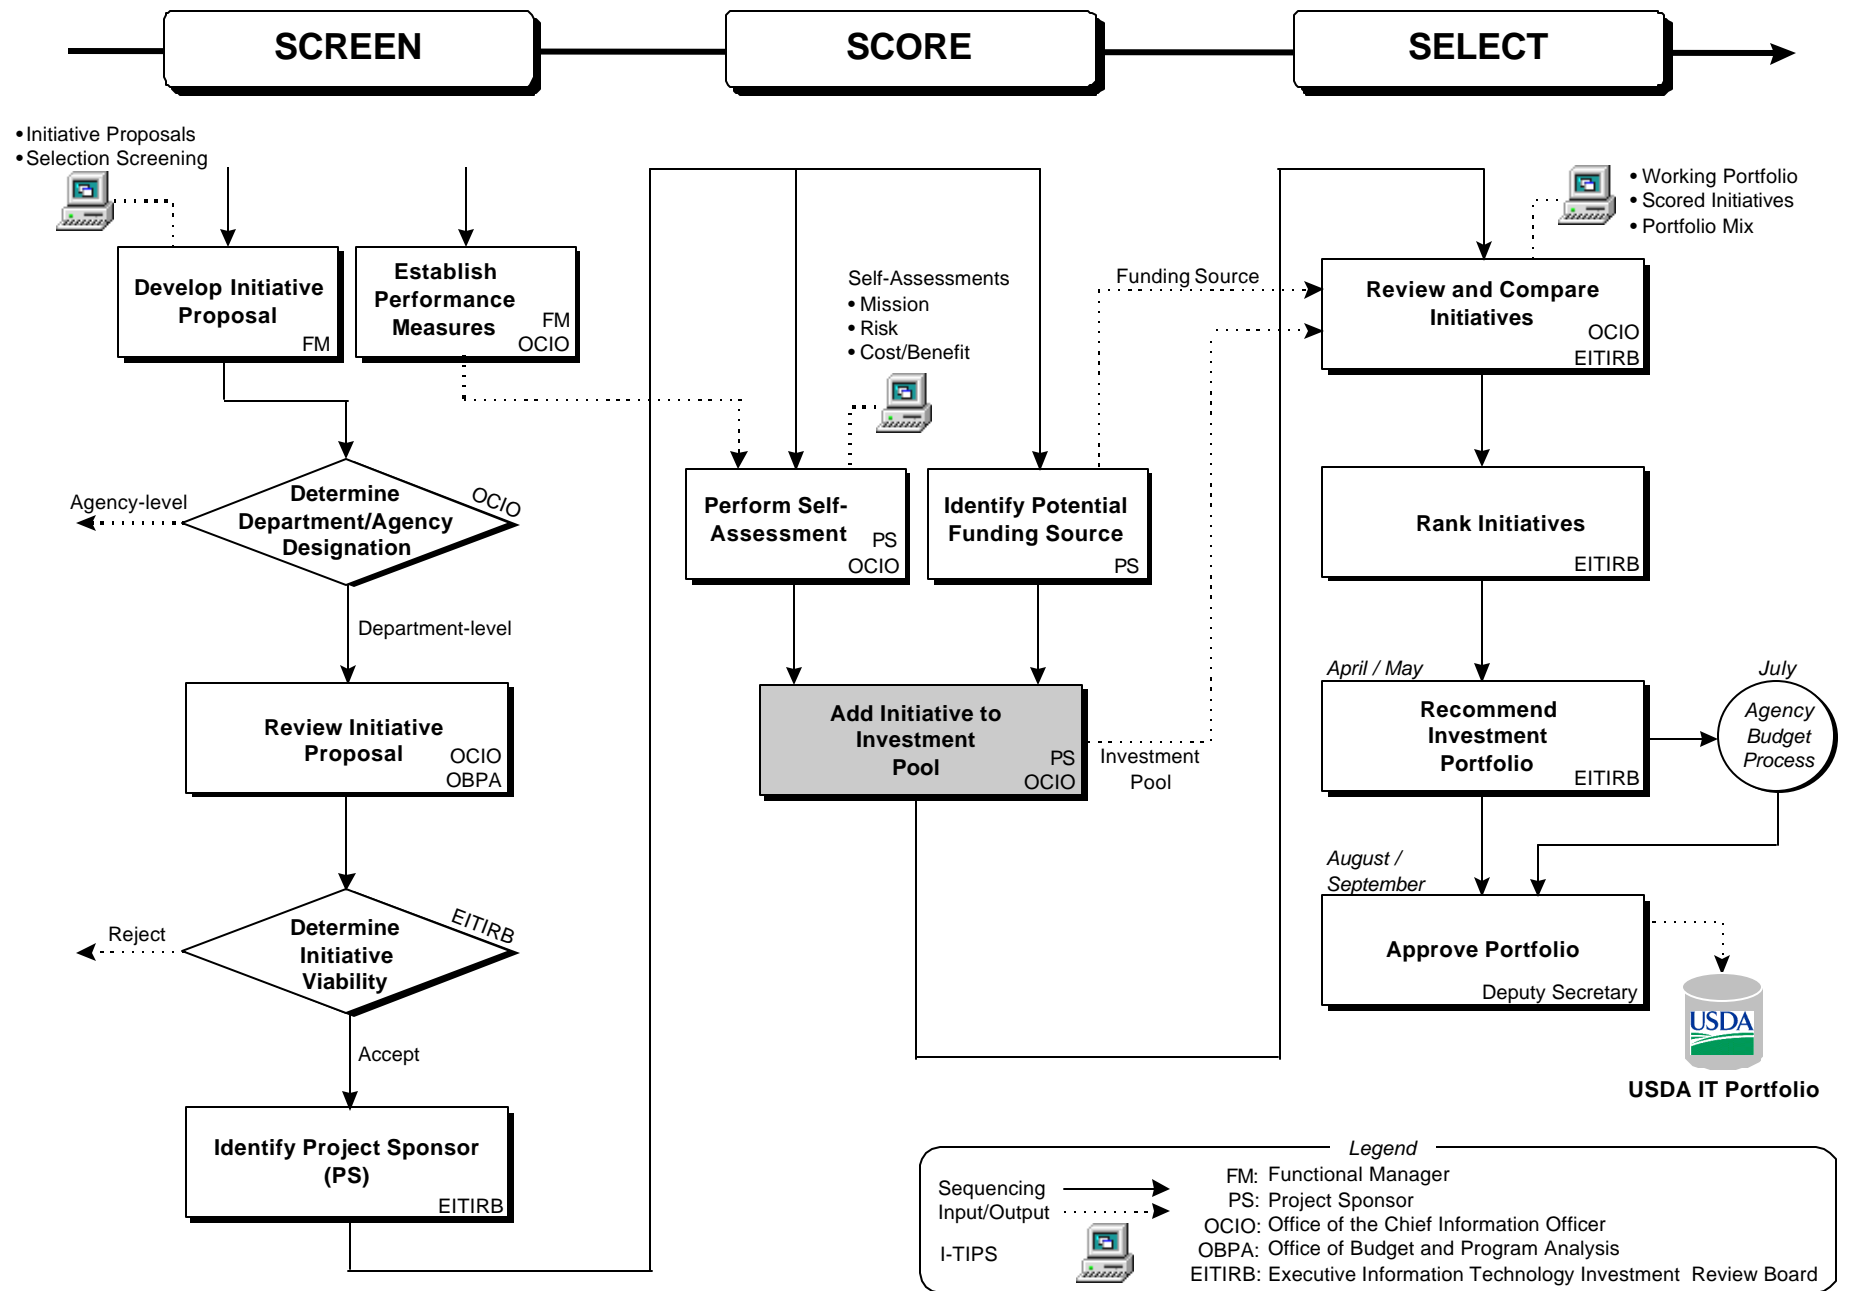 SCREEN
SCORE
SELECT
•Initiative Proposals
•Selection Screening
Develop Initiative
Proposal
FM
Establish
Performance
Measures
FM
OCIO
Agency-level
Determine
Department/Agency
Designation
OCIO
Department-level
Review Initiative
Proposal
OCIO
OBPA
Reject
Determine
Initiative
Viability
EITIRB
Accept
Identify Project Sponsor
(PS)
EITIRB
Self-Assessments
• Mission
• Risk
• Cost/Benefit
Perform Self-
Assessment
PS
OCIO
Identify Potential
Funding Source
PS
Add Initiative to
Investment
Pool
PS
OCIO
Funding Source
Investment
Pool
• Working Portfolio
• Scored Initiatives
• Portfolio Mix
Review and Compare
Initiatives
OCIO
EITIRB
Rank Initiatives
EITIRB
April / May
Recommend
Investment
Portfolio
EITIRB
July
Agency
Budget
Process
August /
September
Approve Portfolio
Deputy Secretary
USDA
USDA IT Portfolio
Legend
Sequencing
Input/Output
I-TIPS
FM: Functional Manager
PS: Project Sponsor
OCIO: Office of the Chief Information Officer
OBPA: Office of Budget and Program Analysis
EITIRB: Executive Information Technology Investment Review Board